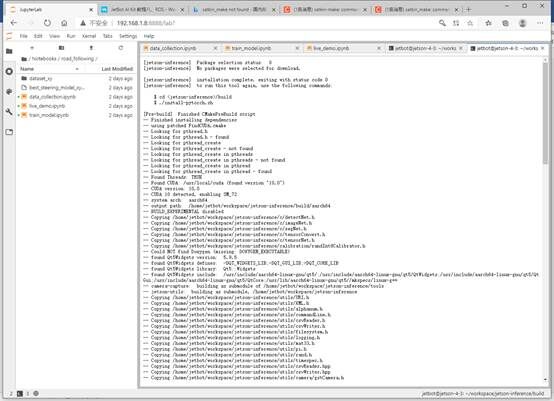 JupyterLab
JetBot AI Kit 教程八、ROS -
catkin_make not found - 国内版
不安全 192.168.1.8:8888/lab?
File Edit View Run Kernel Tabs Settings Help
data_collection.ipynb
train_model.ipynb
live_demo.ipynb
jetbot@jetson-4-3: ~/works
jetbot@jetson-4-3: ~/works
/ Notebooks / road_following /
Name Last Modified
dataset_xy 2 days ago
best_steering_model_xy... 2 days ago
data_collection.ipynb 2 days ago
live_demo.ipynb 2 days ago
train_model.ipynb 2 days ago
[jetson-inference] Package selection status: 0
[jetson-inference] No packages were selected for download.
[jetson-inference] installation complete, exiting with status code 0
[jetson-inference] to run this tool again, use the following commands:
$ cd <jetson-inference>/build
$ ./install-pytorch.sh
[Pre-build] Finished CMakePreBuild script
-- Finished installing dependencies
-- using patched FindCUDA.cmake
-- Looking for pthread.h
-- Looking for pthread.h - found
-- Looking for pthread_create
-- Looking for pthread_create - not found
-- Looking for pthread_create in pthreads
-- Looking for pthread_create in pthreads - not found
-- Looking for pthread_create in pthread
-- Looking for pthread_create in pthread - found
-- Found Threads: TRUE
-- Found CUDA: /usr/local/cuda (found version "10.0")
-- CUDA version: 10.0
-- CUDA 10 detected, enabling SM_72
-- system arch: aarch64
-- output path: /home/jetbot/workspace/jetson-inference/build/aarch64
-- BUILD_EXPERIMENTAL disabled
-- Copying /home/jetbot/workspace/jetson-inference/c/detectNet.h
-- Copying /home/jetbot/workspace/jetson-inference/c/imageNet.h
-- Copying /home/jetbot/workspace/jetson-inference/c/segNet.h
-- Copying /home/jetbot/workspace/jetson-inference/c/tensorConvert.h
-- Copying /home/jetbot/workspace/jetson-inference/c/tensorNet.h
-- Copying /home/jetbot/workspace/jetson-inference/calibration/randInt8Calibrator.h
-- Could NOT find Doxygen (missing: DOXYGEN_EXECUTABLE)
-- found Qt5Widgets version: 5.9.5
-- found Qt5Widgets defines: -DQT_WIDGETS_LIB;-DQT_GUI_LIB;-DQT_CORE_LIB
-- found Qt5Widgets library: Qt5::Widgets
-- found Qt5Widgets include: /usr/include/aarch64-linux-gnu/qt5/;/usr/include/aarch64-linux-gnu/qt5/QtWidgets;/usr/include/aarch64-linux-gnu/qt5/Qt
Gui;/usr/include/aarch64-linux-gnu/qt5/QtCore;/usr/lib/aarch64-linux-gnu/qt5/mkspecs/linux-g++
-- camera-capture: building as submodule of /home/jetbot/workspace/jetson-inference/tools
-- jetson-utils: building as submodule, /home/jetbot/workspace/jetson-inference
-- Copying /home/jetbot/workspace/jetson-inference/utils/URI.h
-- Copying /home/jetbot/workspace/jetson-inference/utils/XML.h
-- Copying /home/jetbot/workspace/jetson-inference/utils/alphanum.h
-- Copying /home/jetbot/workspace/jetson-inference/utils/commandLine.h
-- Copying /home/jetbot/workspace/jetson-inference/utils/csvReader.h
-- Copying /home/jetbot/workspace/jetson-inference/utils/csvWriter.h
-- Copying /home/jetbot/workspace/jetson-inference/utils/filesystem.h
-- Copying /home/jetbot/workspace/jetson-inference/utils/logging.h
-- Copying /home/jetbot/workspace/jetson-inference/utils/mat33.h
-- Copying /home/jetbot/workspace/jetson-inference/utils/pi.h
-- Copying /home/jetbot/workspace/jetson-inference/utils/rand.h
-- Copying /home/jetbot/workspace/jetson-inference/utils/timespec.h
-- Copying /home/jetbot/workspace/jetson-inference/utils/csvReader.hpp
-- Copying /home/jetbot/workspace/jetson-inference/utils/csvWriter.hpp
-- Copying /home/jetbot/workspace/jetson-inference/utils/camera/gstCamera.h
jetbot@jetson-4-3: ~/workspace/jetson-inference/build